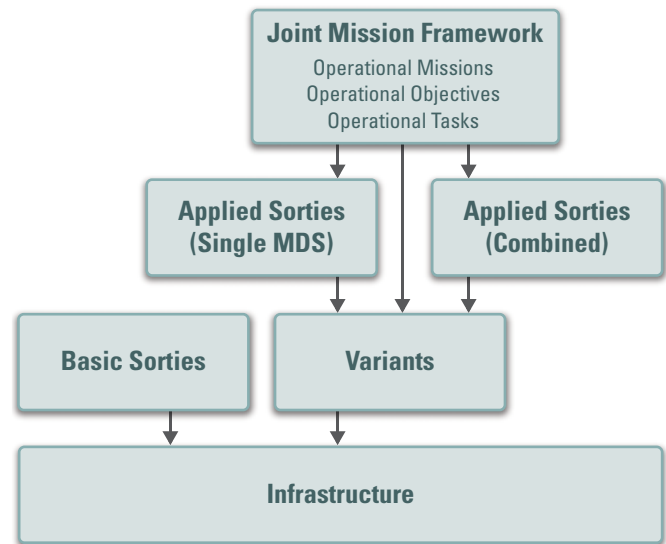 Joint Mission Framework
Operational Missions
Operational Objectives
Operational Tasks
Applied Sorties
(Single MDS)
Applied Sorties
(Combined)
Basic Sorties
Variants
Infrastructure